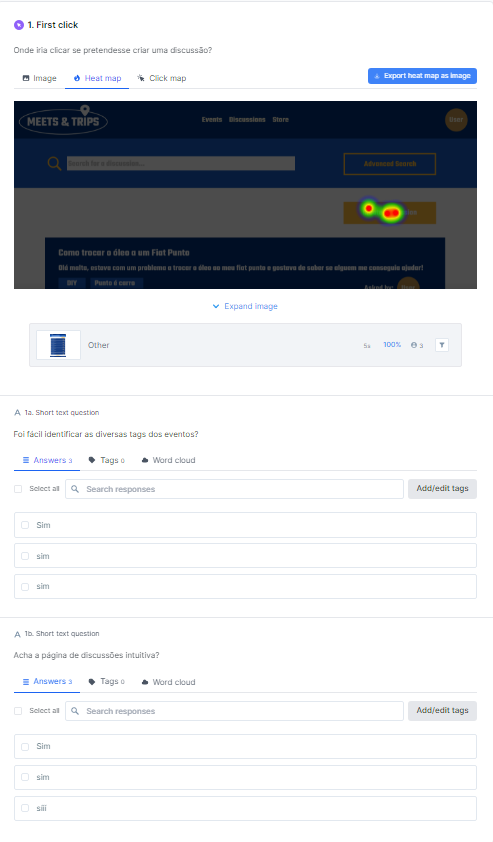 1. First click
Onde iria clicar se pretendesse criar uma discussão?
Image
Heat map
Click map
Export heat map as image
MEETS & TRIPS
Events Discussions Store
User
Search for a discussion...
Advanced Search
Como trocar o óleo a um Fiat Punto
Olá malta, estava com um problema a trocar o óleo ao meu fiat punto e gostava de saber se alguem me conseguia ajudar!
DIY
Punto é carro
Asked by:
User
Expand image
Other
5s
100%
3
1a. Short text question
Foi fácil identificar as diversas tags dos eventos?
Answers 3
Tags 0
Word cloud
Select all
Search responses
Add/edit tags
Sim
sim
sim
1b. Short text question
Acha a página de discussões intuitiva?
Answers 3
Tags 0
Word cloud
Select all
Search responses
Add/edit tags
Sim
sim
siii